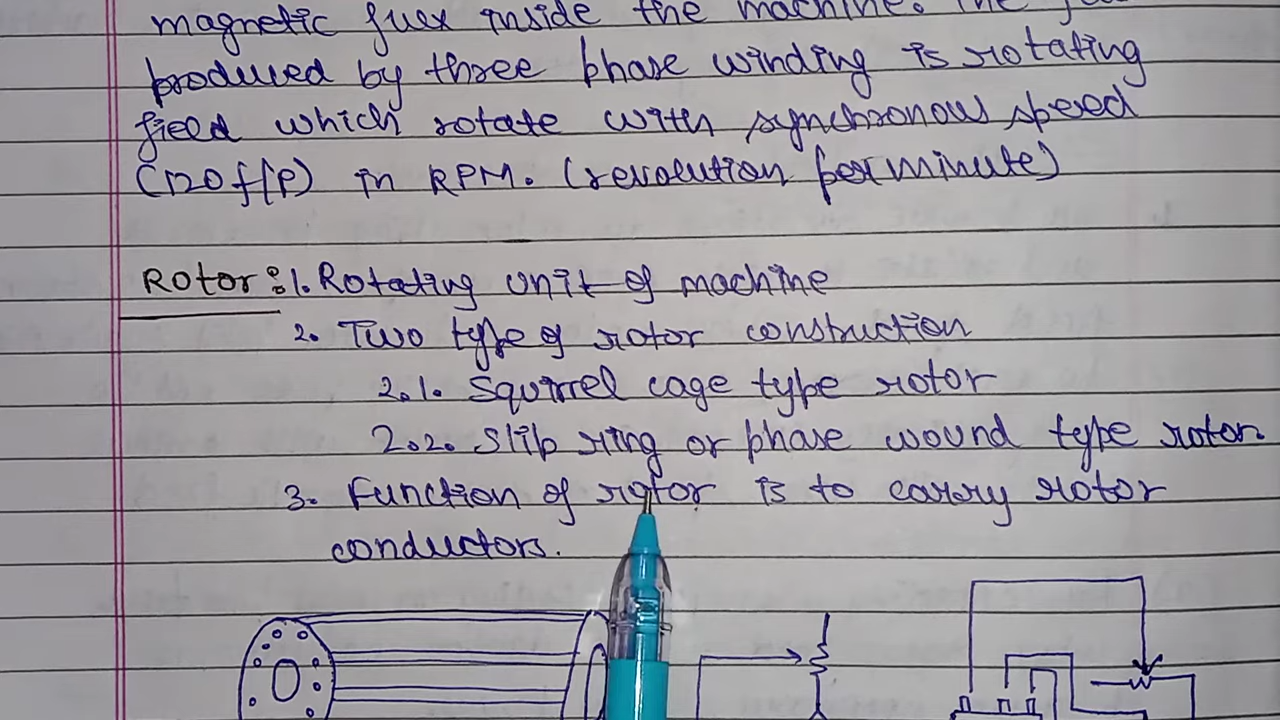 magnetic flux inside the machine. The
produced by three phase winding is rotating
field which rotate with synchronous speed
(120f/P) in RPM. (revolution per minute)
Rotor: 1. Rotating unit of machine
2. Two type of rotor construction
2.1. Squirrel cage type rotor
2.2. Slip ring or phase wound type rotor.
3. Function of rotor is to carry rotor
conductors.